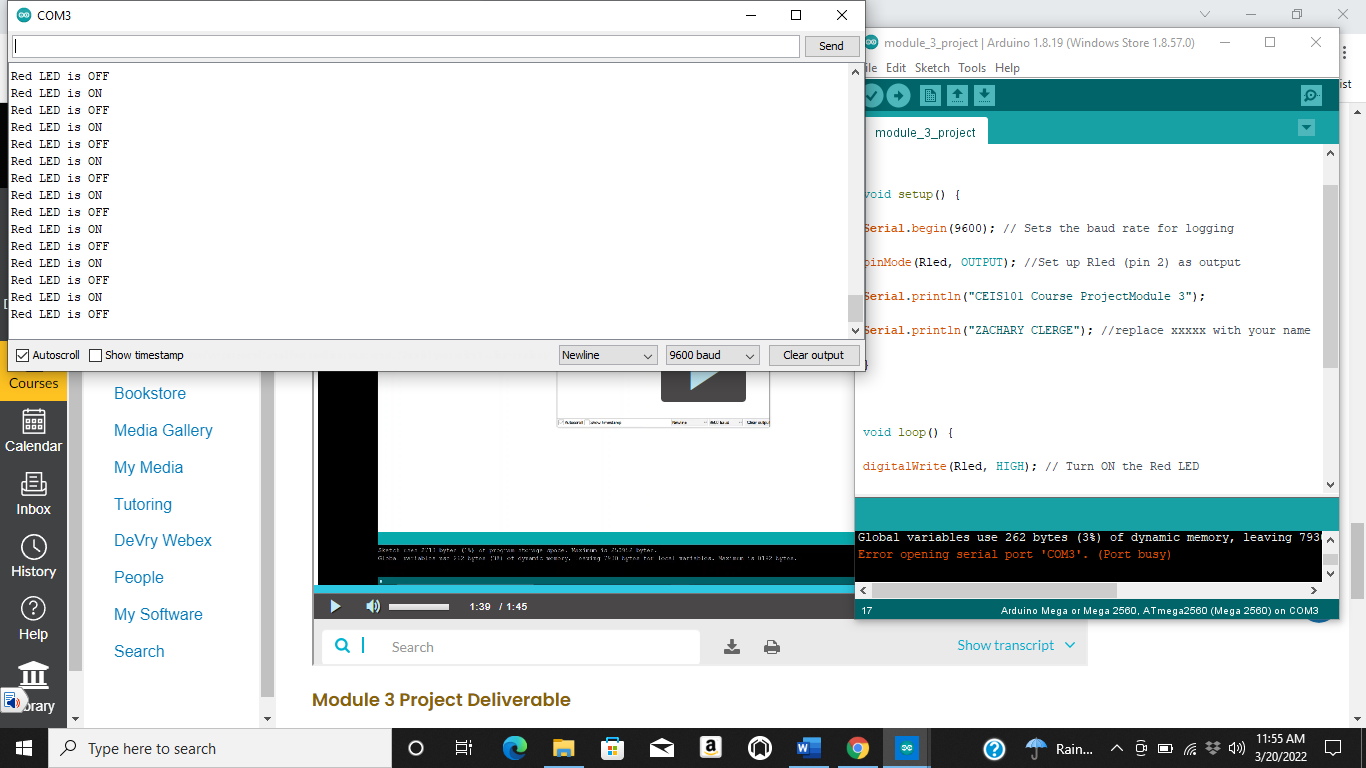 COM3
Send
Red LED is OFF
Red LED is ON
Red LED is OFF
Red LED is ON
Red LED is OFF
Red LED is ON
Red LED is OFF
Red LED is ON
Red LED is OFF
Red LED is ON
Red LED is OFF
Red LED is ON
Red LED is OFF
Red LED is ON
Red LED is OFF
Autoscroll Show timestamp Newline 9600 baud Clear output
module_3_project | Arduino 1.8.19 (Windows Store 1.8.57.0)
Edit Sketch Tools Help
module_3_project
void setup() {
Serial.begin(9600); // Sets the baud rate for logging
pinMode(Rled, OUTPUT); //Set up Rled (pin 2) as output
Serial.println("CEIS101 Course ProjectModule 3");
Serial.println("ZACHARY CLERGE"); //replace xxxxx with your name
}
void loop() {
digitalWrite(Rled, HIGH); // Turn ON the Red LED
Global variables use 262 bytes (3%) of dynamic memory, leaving 793
Error opening serial port 'COM3'. (Port busy)
17 Arduino Mega or Mega 2560, ATmega2560 (Mega 2560) on COM3
Courses
Calendar
Inbox
History
Help
Bookstore
Media Gallery
My Media
Tutoring
DeVry Webex
People
My Software
Search
Autoscroll Show timestamp Newline 9600 baud Clear output
1:39 / 1:45
Search
Show transcript
Module 3 Project Deliverable
Type here to search
Rain...
11:55 AM
3/20/2022